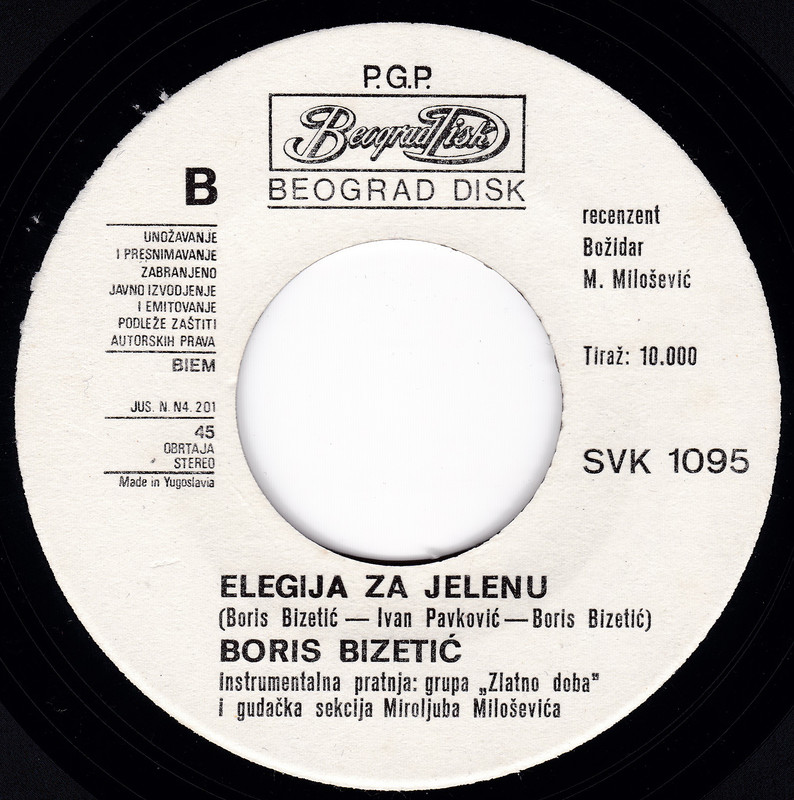 P.G.P.
Beograd Disk
BEOGRAD DISK
B
UNOŽAVANJE
I PRESNIMAVANJE
ZABRANJENO
JAVNO IZVODJENJE
I EMITOVANJE
PODLEŽE ZAŠTITI
AUTORSKIH PRAVA
BIEM
JUS. N. N4. 201
45
OBRTAJA
STEREO
Made in Yugoslavia
recenzent
Božidar
M. Milošević
Tiraž: 10.000
SVK 1095
ELEGIJA ZA JELENU
(Boris Bizetić — Ivan Pavković — Boris Bizetić)
BORIS BIZETIĆ
Instrumentalna pratnja: grupa „Zlatno doba”
i gudačka sekcija Miroljuba Miloševića